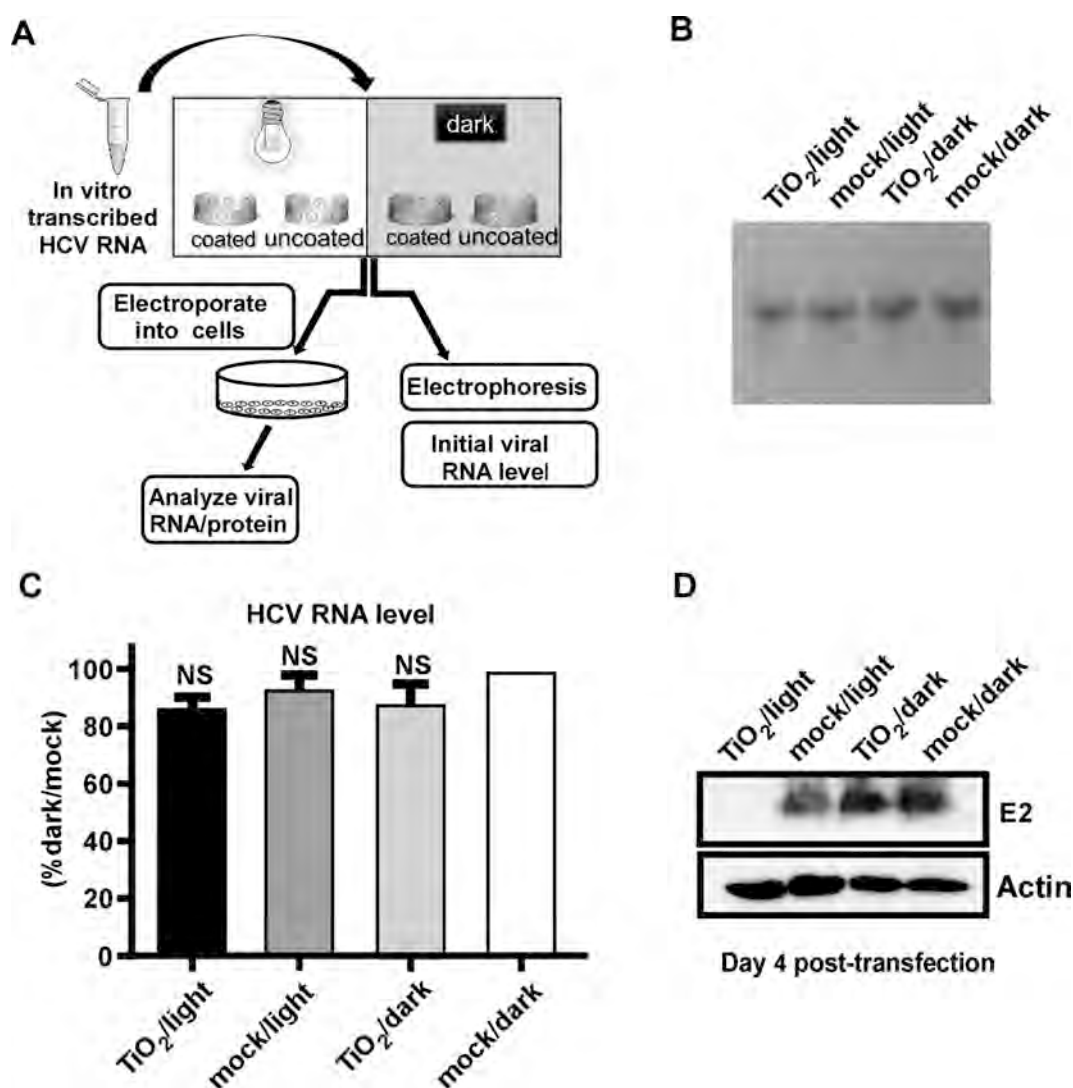 A
In vitro
transcribed
HCV RNA
dark
coated uncoated
coated uncoated
Electroporate
into cells
Electrophoresis
Initial viral
RNA level
Analyze viral
RNA/protein
B
TiO₂/light
mock/light
TiO₂/dark
mock/dark
C
HCV RNA level
(%dark/mock)
100
80
60
40
20
0
NS
NS
NS
TiO₂/light
mock/light
TiO₂/dark
mock/dark
D
TiO₂/light
mock/light
TiO₂/dark
mock/dark
E2
Actin
Day 4 post-transfection